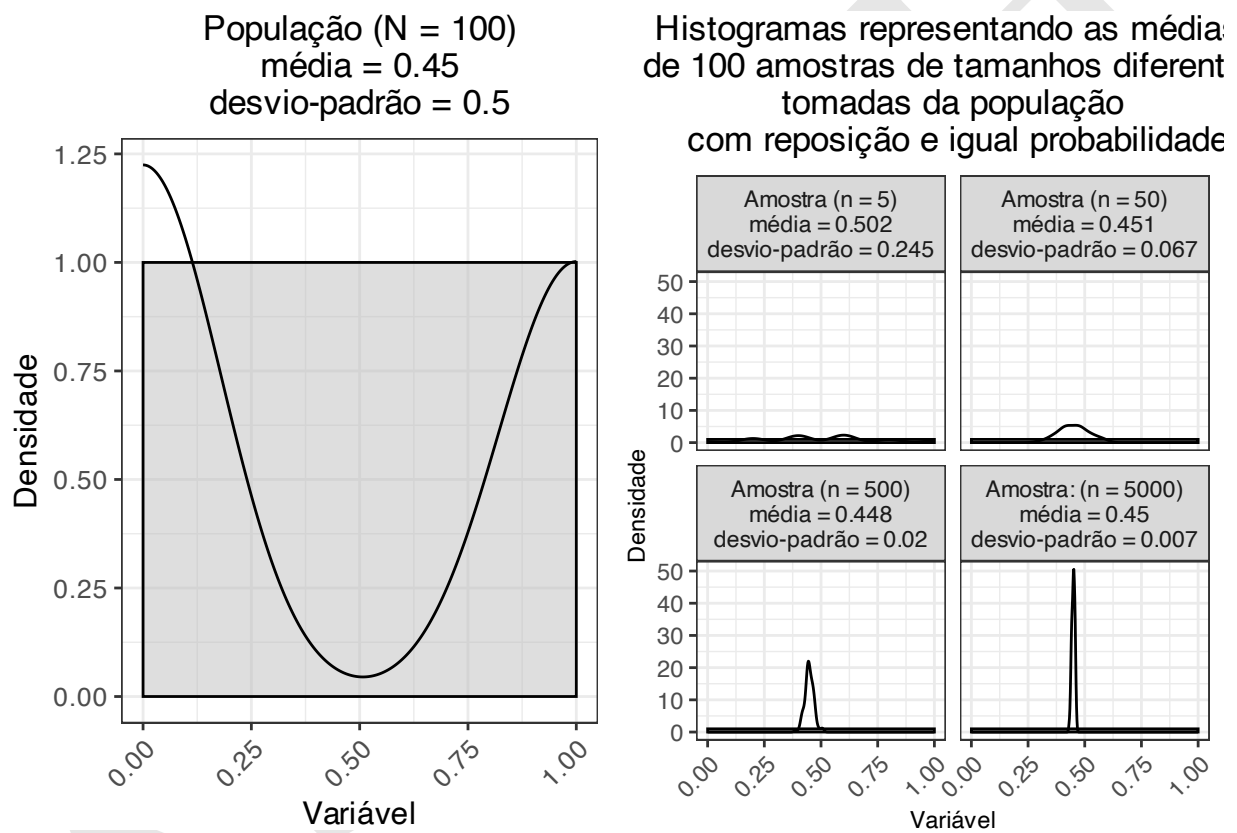 População (N = 100)
média = 0.45
desvio-padrão = 0.5
1.25
1.00
0.75
0.50
0.25
0.00
Densidade
0.00
0.25
0.50
0.75
1.00
Variável
Histogramas representando as médias
de 100 amostras de tamanhos diferent
tomadas da população
com reposição e igual probabilidade
Amostra (n = 5)
média = 0.502
desvio-padrão = 0.245
Amostra (n = 50)
média = 0.451
desvio-padrão = 0.067
50
40
30
20
10
0
Amostra (n = 500)
média = 0.448
desvio-padrão = 0.02
Amostra: (n = 5000)
média = 0.45
desvio-padrão = 0.007
50
40
30
20
10
0
Densidade
0.00
0.25
0.50
0.75
1.00
0.00
0.25
0.50
0.75
1.00
Variável